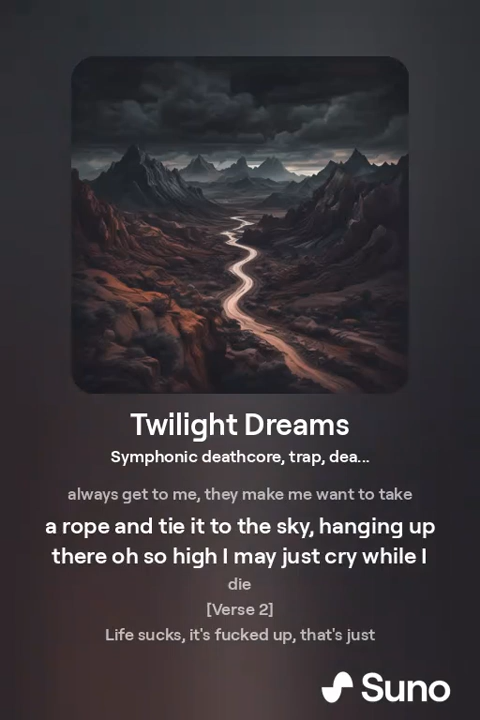 Twilight Dreams
Symphonic deathcore, trap, dea...
always get to me, they make me want to take
a rope and tie it to the sky, hanging up
there oh so high I may just cry while I
die
[Verse 2]
Life sucks, it's fucked up, that's just
Suno